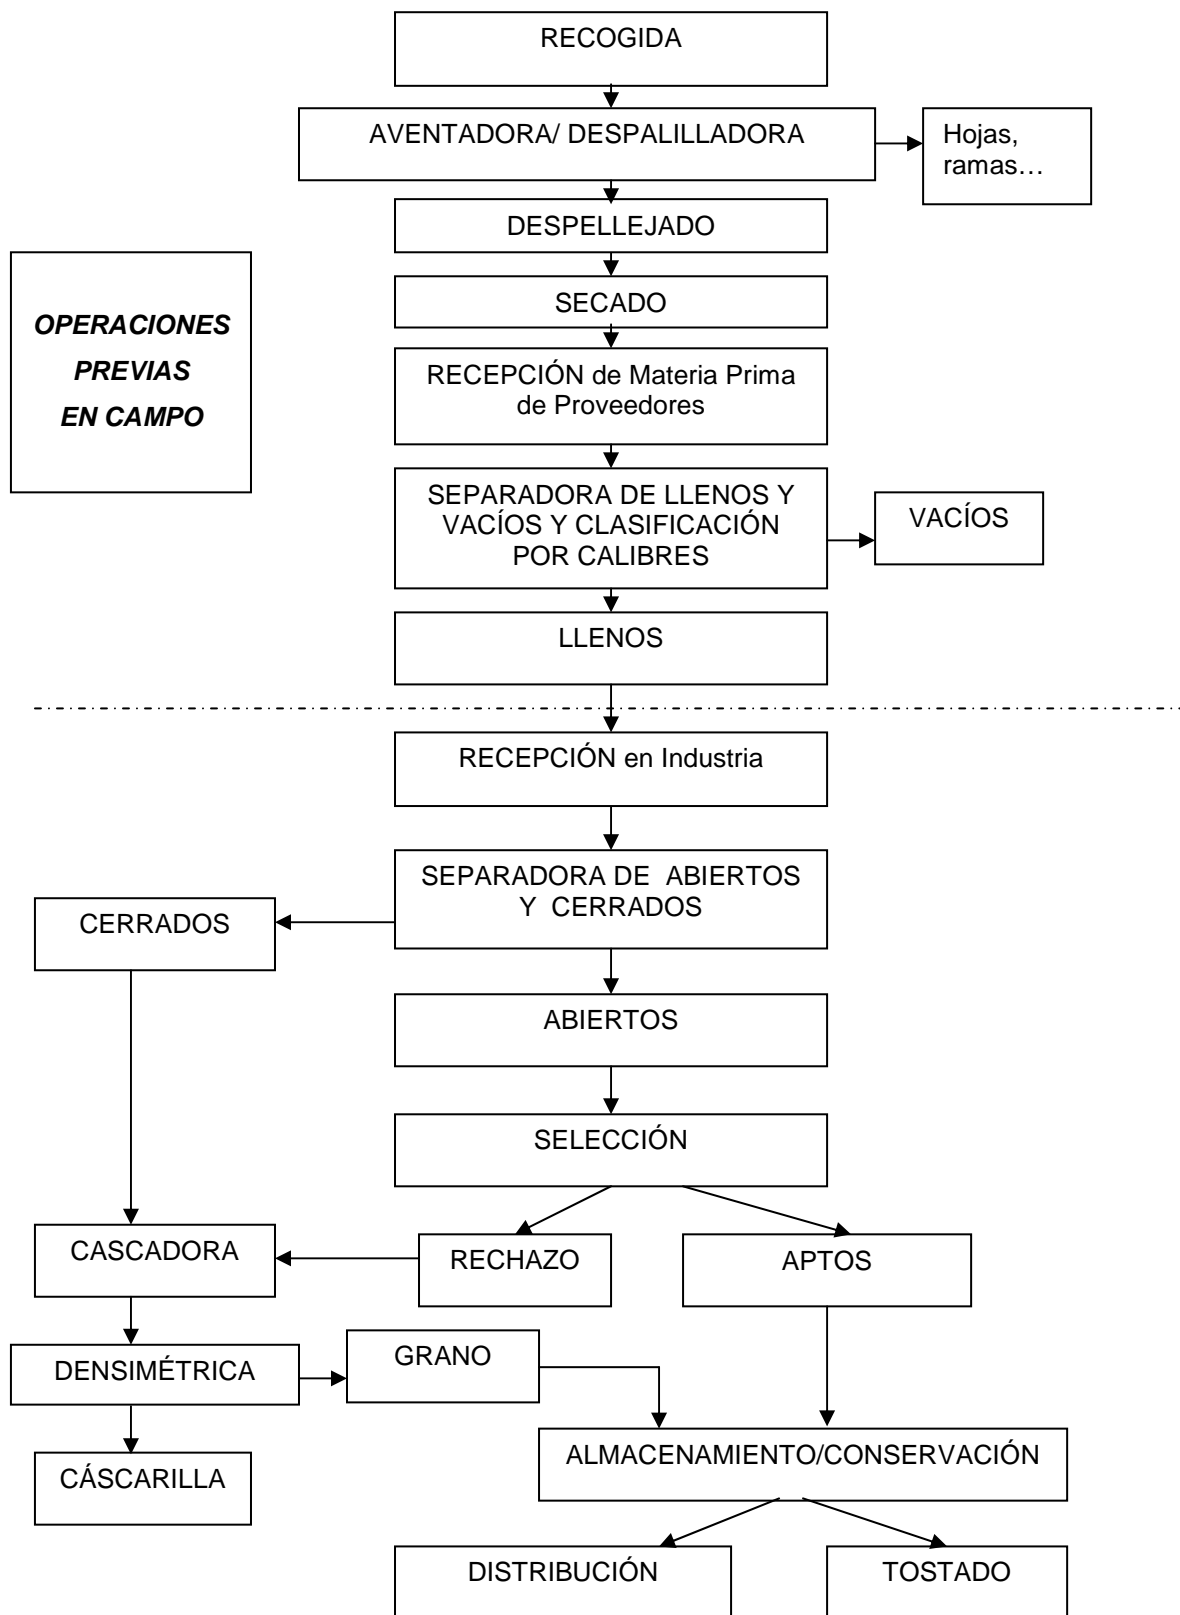 RECOGIDA
AVENTADORA/ DESPALILLADORA
Hojas,
ramas…
DESPELLEJADO
SECADO
OPERACIONES
PREVIAS
EN CAMPO
RECEPCIÓN de Materia Prima
de Proveedores
SEPARADORA DE LLENOS Y
VACÍOS Y CLASIFICACIÓN
POR CALIBRES
VACÍOS
LLENOS
RECEPCIÓN en Industria
SEPARADORA DE  ABIERTOS
Y  CERRADOS
CERRADOS
ABIERTOS
SELECCIÓN
CASCADORA
RECHAZO
APTOS
DENSIMÉTRICA
GRANO
ALMACENAMIENTO/CONSERVACIÓN
CÁSCARILLA
DISTRIBUCIÓN
TOSTADO